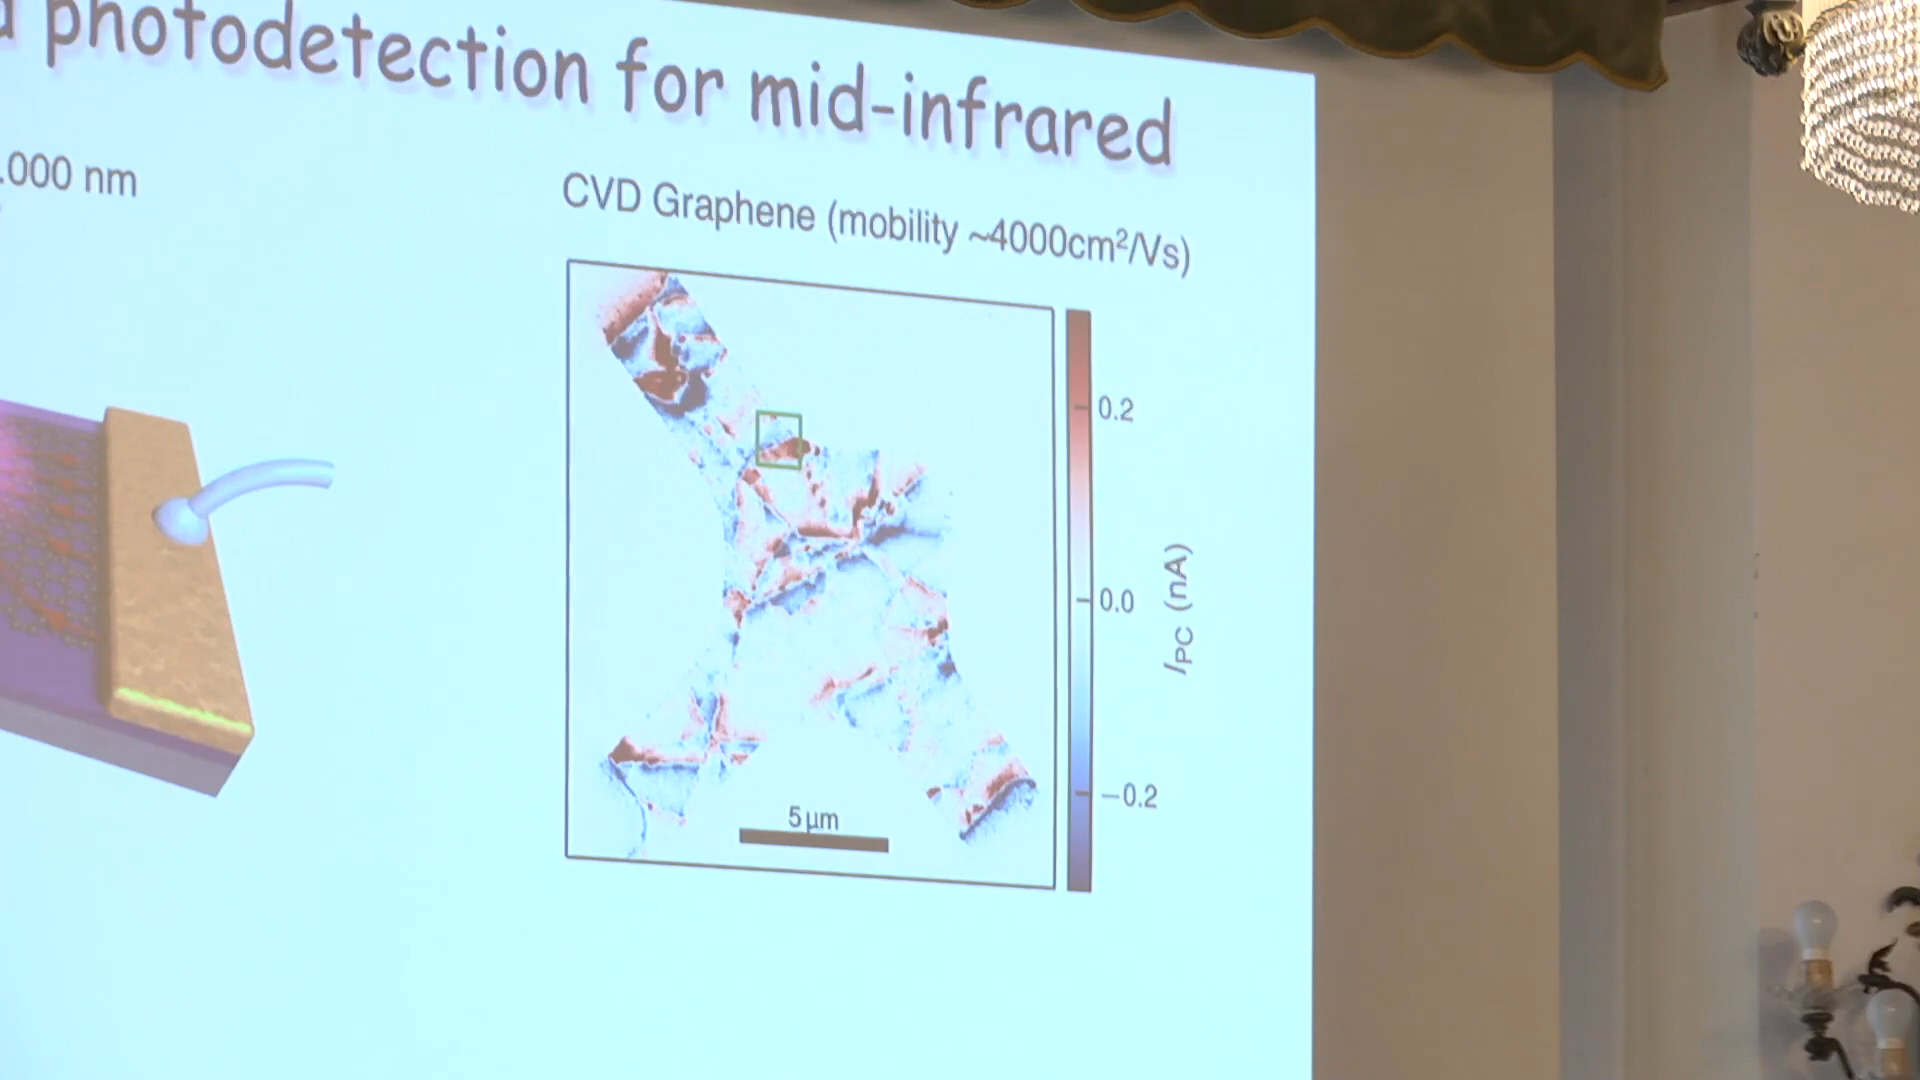 photodetection for mid-infrared
000 nm
CVD Graphene (mobility ~4000cm²/Vs)
0.2
0.0
−0.2
I_PC (nA)
5 μm